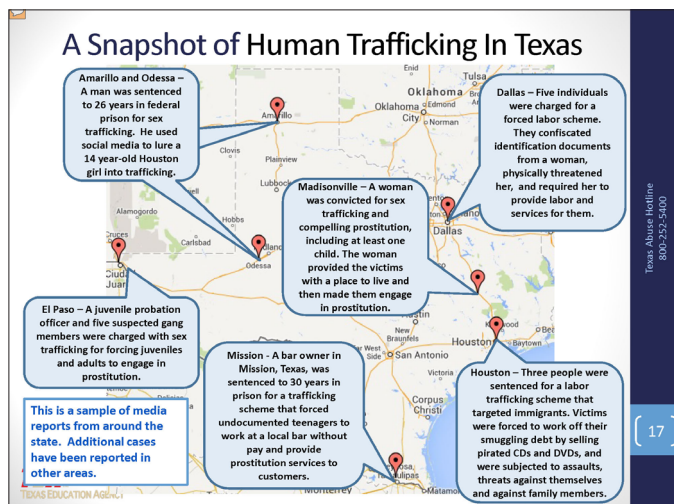 A Snapshot of Human Trafficking In Texas
Amarillo and Odessa –
A man was sentenced
to 26 years in federal
prison for sex
trafficking. He used
social media to lure a
14 year-old Houston
girl into trafficking.
Dallas – Five individuals
were charged for a
forced labor scheme.
They confiscated
identification documents
from a woman,
physically threatened
her, and required her to
provide labor and
services for them.
Madisonville – A woman
was convicted for sex
trafficking and
compelling prostitution,
including at least one
child. The woman
provided the victims
with a place to live and
then made them engage
in prostitution.
El Paso – A juvenile probation
officer and five suspected gang
members were charged with sex
trafficking for forcing juveniles
and adults to engage in
prostitution.
Mission - A bar owner in
Mission, Texas, was
sentenced to 30 years in
prison for a trafficking
scheme that forced
undocumented teenagers to
work at a local bar without
pay and provide
prostitution services to
customers.
Houston – Three people were
sentenced for a labor
trafficking scheme that
targeted immigrants. Victims
were forced to work off their
smuggling debt by selling
pirated CDs and DVDs, and
were subjected to assaults,
threats against themselves
and against family members.
This is a sample of media
reports from around the
state. Additional cases
have been reported in
other areas.
Enid
Tulsa
Oklahoma
Oklahoma
City
Edmond
Norman
Amarillo
Clovis
Plainview
Lubbock
Alamogordo
Hobbs
Carlsbad
Odessa
Dallas
New
Braunfels
San Antonio
Houston
Baytown
Victoria
Corpus
Christi
Monterrey
TEXAS EDUCATION AGENCY
Texas Abuse Hotline
800-252-5400
17